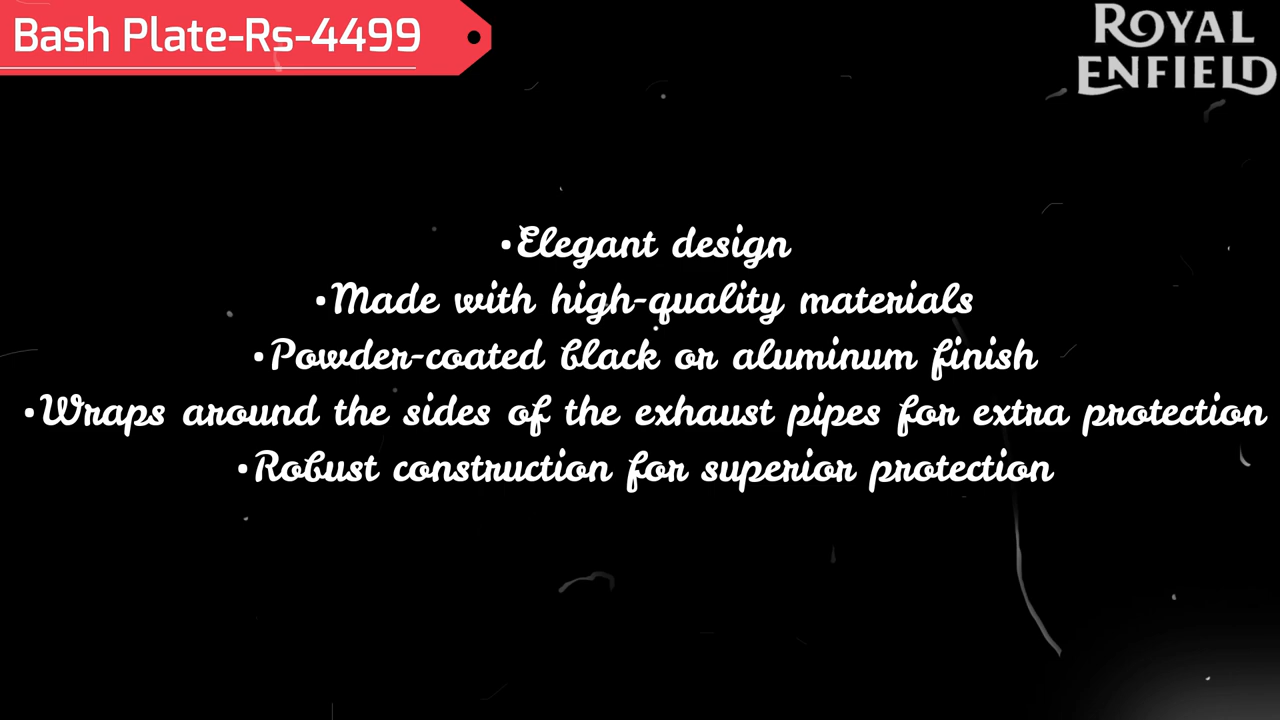 Bash Plate-Rs-4499
ROYAL
ENFIELD
•Elegant design
•Made with high-quality materials
•Powder-coated black or aluminum finish
•Wraps around the sides of the exhaust pipes for extra protection
•Robust construction for superior protection